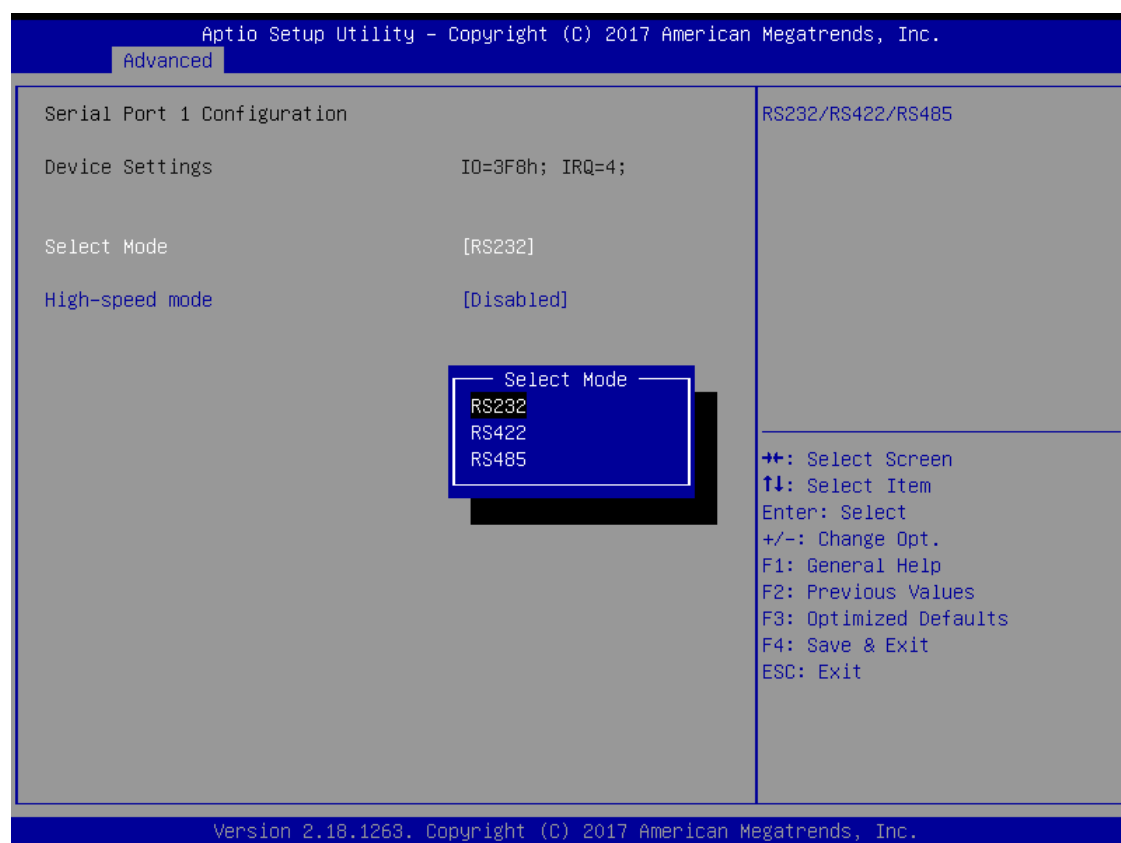 Aptio Setup Utility – Copyright (C) 2017 American Megatrends, Inc.
Advanced
Serial Port 1 Configuration
Device Settings IO=3F8h; IRQ=4;
Select Mode [RS232]
High-speed mode [Disabled]
Select Mode
RS232
RS422
RS485
RS232/RS422/RS485
→←: Select Screen
↑↓: Select Item
Enter: Select
+/-: Change Opt.
F1: General Help
F2: Previous Values
F3: Optimized Defaults
F4: Save & Exit
ESC: Exit
Version 2.18.1263. Copyright (C) 2017 American Megatrends, Inc.